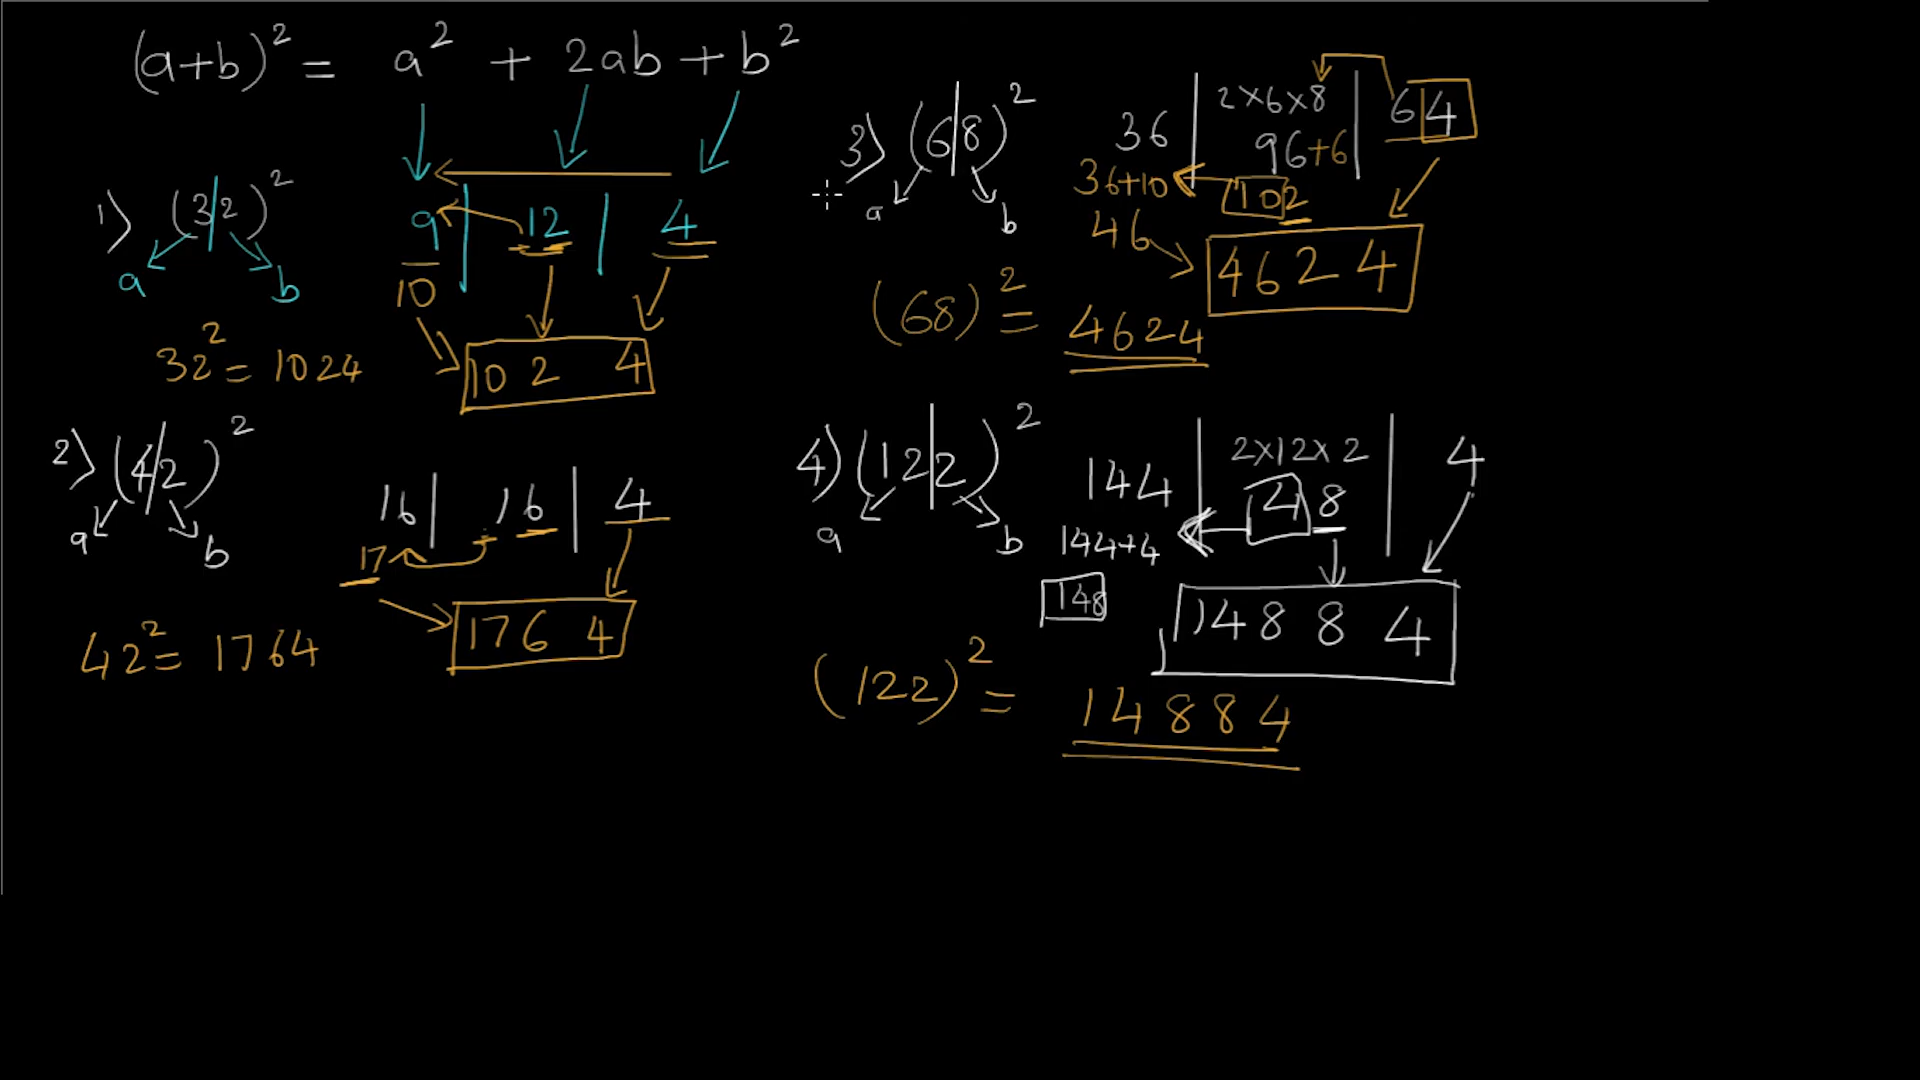 (a+b)² = a² + 2ab + b²
1) (3|2)²
a b
9 | 12 | 4
10
10 2 4
32² = 1024
2) (4|2)²
a b
16 | 16 | 4
17
176 4
42² = 1764
3) (6|8)²
a b
36 | 2×6×8 | 64
96+6
36+10 102
46
4624
(68)² = 4624
4) (12|2)²
a b
144 | 2×12×2 | 4
48
144+4
148
148 8 4
(122)² = 14884